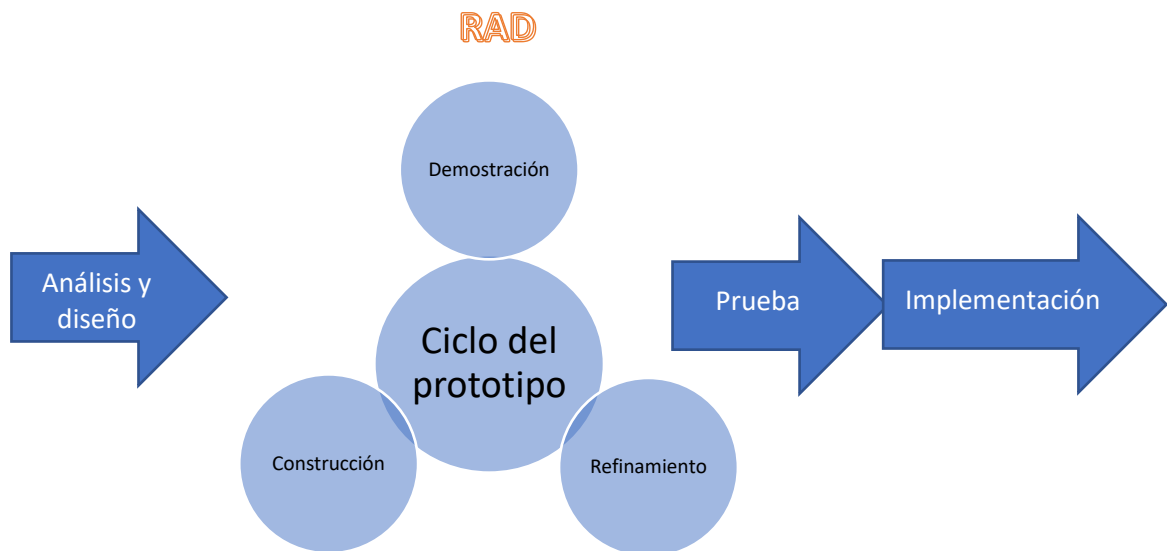 RAD
Demostración
Análisis y
diseño
Ciclo del
prototipo
Construcción
Refinamiento
Prueba
Implementación